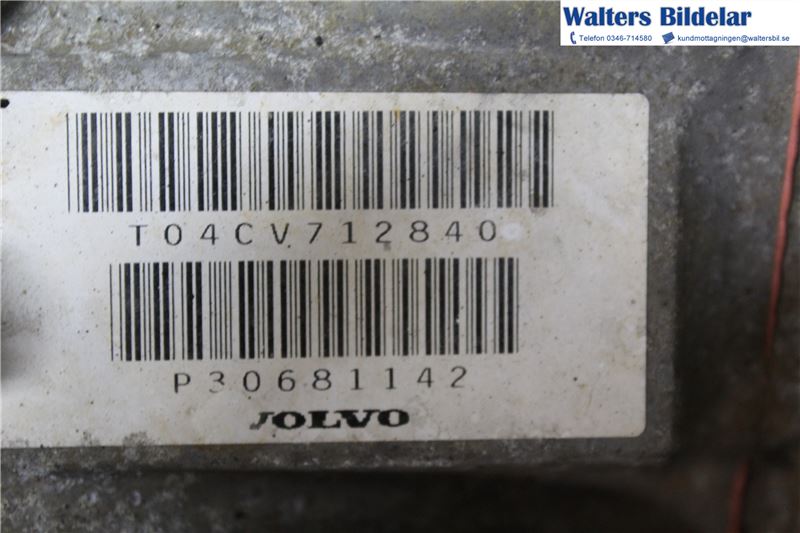 Walters Bildelar
Telefon 0346-714580 kundmottagningen@waltersbil.se
T04CV712840
P30681142
VOLVO